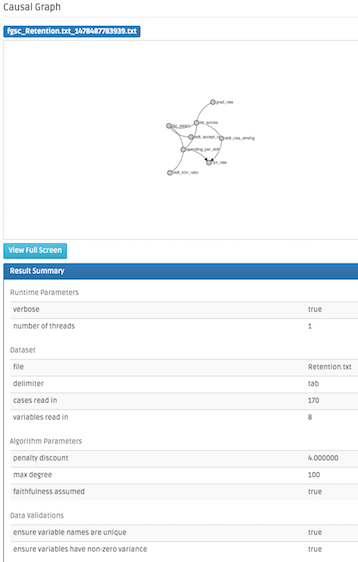 Causal Graph
fgsc_Retention.txt_1478487783939.txt
grad_rate
tst_scores
fac_salary
stdt_accept_r
stdt_clss_stndng
spending_per_stdt
rjct_rate
stdt_tchr_ratio
View Full Screen
Result Summary
Runtime Parameters
verbose true
number of threads 1
Dataset
file Retention.txt
delimiter tab
cases read in 170
variables read in 8
Algorithm Parameters
penalty discount 4.000000
max degree 100
faithfulness assumed true
Data Validations
ensure variable names are unique true
ensure variables have non-zero variance true